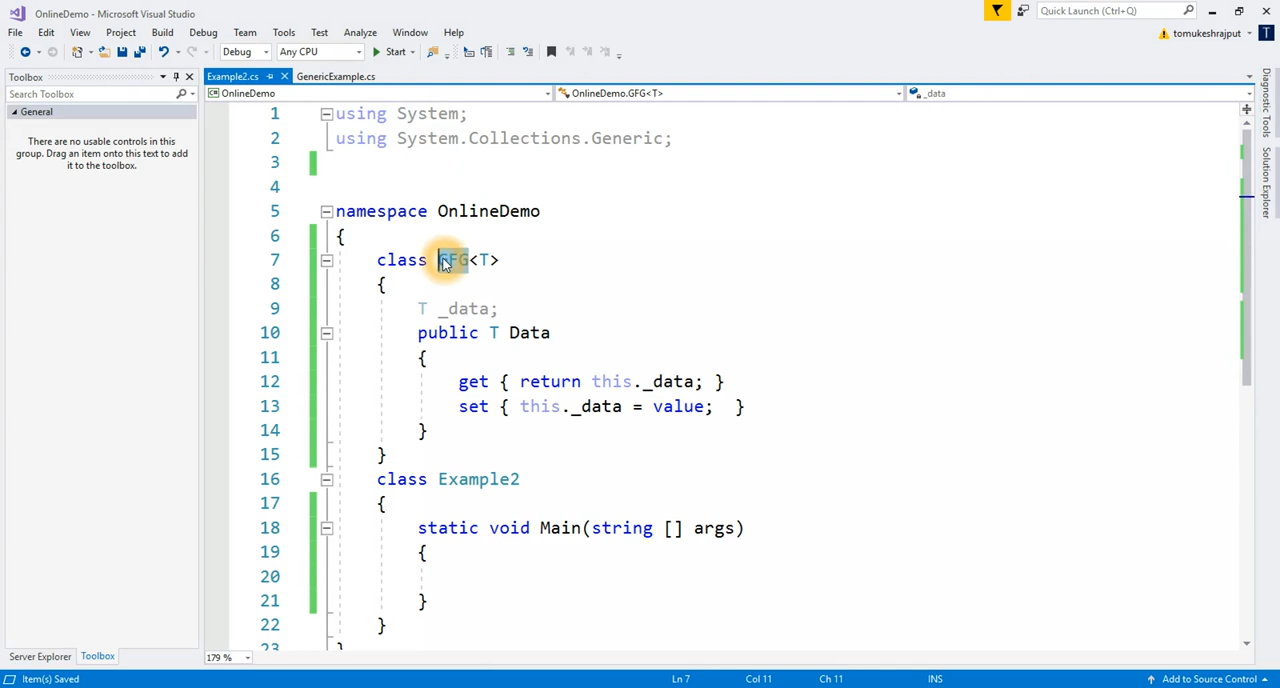 OnlineDemo - Microsoft Visual Studio
Quick Launch (Ctrl+Q)
File Edit View Project Build Debug Team Tools Test Analyze Window Help
tomukeshrajput T
Debug Any CPU Start
Toolbox
Example2.cs GenericExample.cs
Search Toolbox
OnlineDemo OnlineDemo.GFG<T> _data
General
There are no usable controls in this
group. Drag an item onto this text to add
it to the toolbox.
1 using System;
2 using System.Collections.Generic;
3
4
5 namespace OnlineDemo
6 {
7 class GFG<T>
8 {
9 T _data;
10 public T Data
11 {
12 get { return this._data; }
13 set { this._data = value; }
14 }
15 }
16 class Example2
17 {
18 static void Main(string [] args)
19 {
20
21 }
22 }
23 }
Diagnostic Tools
Solution Explorer
Server Explorer Toolbox
179 %
Item(s) Saved Ln 7 Col 11 Ch 11 INS Add to Source Control